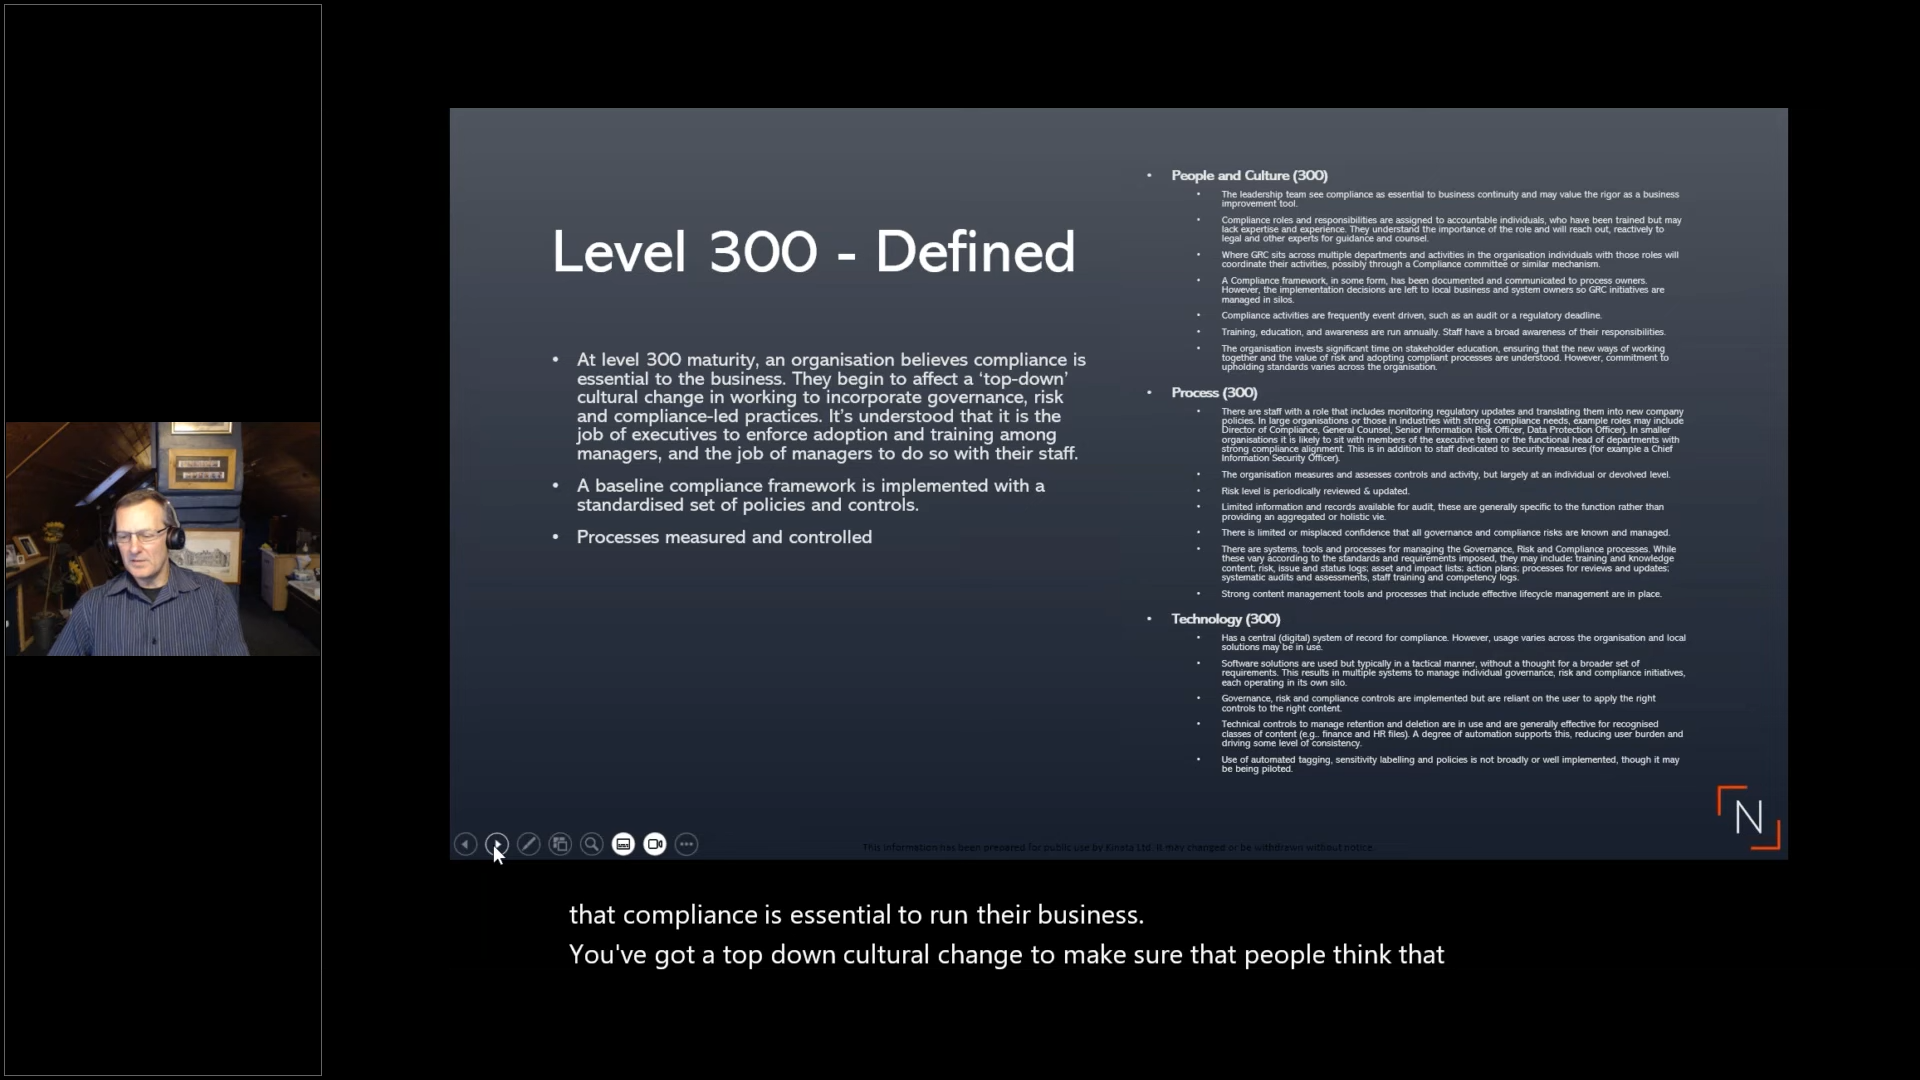 Level 300 - Defined
• At level 300 maturity, an organisation believes compliance is
essential to the business. They begin to affect a ‘top-down’
cultural change in working to incorporate governance, risk
and compliance-led practices. It’s understood that it is the
job of executives to enforce adoption and training among
managers, and the job of managers to do so with their staff.
• A baseline compliance framework is implemented with a
standardised set of policies and controls.
• Processes measured and controlled
• People and Culture (300)
• The leadership team see compliance as essential to business continuity and may value the rigor as a business
improvement tool.
• Compliance roles and responsibilities are assigned to accountable individuals, who have been trained but may
lack expertise and experience. They understand the importance of the role and will reach out, reactively to
legal and other experts for guidance and counsel.
• Where GRC sits across multiple departments and activities in the organisation individuals with those roles will
coordinate their activities, possibly through a Compliance committee or similar mechanism.
• A Compliance framework, in some form, has been documented and communicated to process owners.
However, the implementation decisions are left to local business and system owners so GRC initiatives are
managed in silos.
• Compliance activities are frequently event driven, such as an audit or a regulatory deadline.
• Training, education, and awareness are run annually. Staff have a broad awareness of their responsibilities.
• The organisation invests significant time on stakeholder education, ensuring that the new ways of working
together and the value of risk and adopting compliant processes are understood. However, commitment to
upholding standards varies across the organisation.
• Process (300)
• There are staff with a role that includes monitoring regulatory updates and translating them into new company
policies. In large organisations or those in industries with strong compliance needs, example roles may include
Director of Compliance, General Counsel, Senior Information Risk Officer, Data Protection Officer). In smaller
organisations it is likely to sit with members of the executive team or the functional head of departments with
strong compliance alignment. This is in addition to staff dedicated to security measures (for example a Chief
Information Security Officer).
• The organisation measures and assesses controls and activity, but largely at an individual or devolved level.
• Risk level is periodically reviewed & updated.
• Limited information and records available for audit, these are generally specific to the function rather than
providing an aggregated or holistic vie.
• There is limited or misplaced confidence that all governance and compliance risks are known and managed.
• There are systems, tools and processes for managing the Governance, Risk and Compliance processes. While
these vary according to the standards and requirements imposed, they may include: training and knowledge
content; risk, issue and status logs; asset and impact lists; action plans; processes for reviews and updates;
systematic audits and assessments, staff training and competency logs.
• Strong content management tools and processes that include effective lifecycle management are in place.
• Technology (300)
• Has a central (digital) system of record for compliance. However, usage varies across the organisation and local
solutions may be in use.
• Software solutions are used but typically in a tactical manner, without a thought for a broader set of
requirements. This results in multiple systems to manage individual governance, risk and compliance initiatives,
each operating in its own silo.
• Governance, risk and compliance controls are implemented but are reliant on the user to apply the right
controls to the right content.
• Technical controls to manage retention and deletion are in use and are generally effective for recognised
classes of content (e.g.. finance and HR files). A degree of automation supports this, reducing user burden and
driving some level of consistency.
• Use of automated tagging, sensitivity labelling and policies is not broadly or well implemented, though it may
be being piloted.
N
This information has been prepared for public use by Kinata Ltd. It may changed or be withdrawn without notice.
that compliance is essential to run their business.
You've got a top down cultural change to make sure that people think that